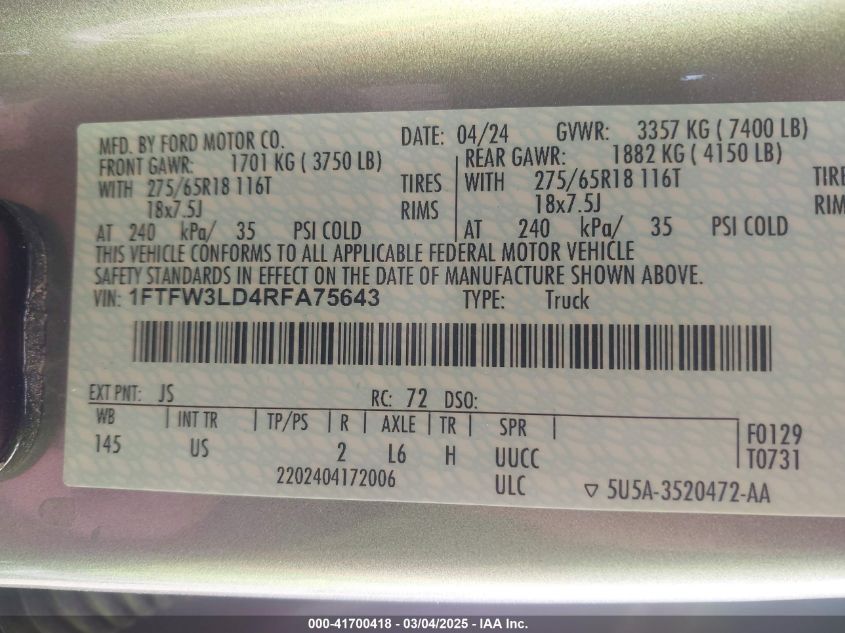 MFD. BY FORD MOTOR CO. DATE: 04/24 GVWR: 3357 KG ( 7400 LB)
FRONT GAWR: 1701 KG ( 3750 LB) REAR GAWR: 1882 KG ( 4150 LB)
WITH 275/65R18 116T TIRES WITH 275/65R18 116T TIRE
18x7.5J RIMS 18x7.5J RIM
AT 240 kPa/ 35 PSI COLD AT 240 kPa/ 35 PSI COLD
THIS VEHICLE CONFORMS TO ALL APPLICABLE FEDERAL MOTOR VEHICLE
SAFETY STANDARDS IN EFFECT ON THE DATE OF MANUFACTURE SHOWN ABOVE.
VIN: 1FTFW3LD4RFA75643 TYPE: Truck
EXT PNT: JS RC: 72 DSO:
WB INT TR TP/PS R AXLE TR SPR F0129
145 US 2 L6 H UUCC T0731
2202404172006 ULC ▽ 5U5A-3520472-AA
000-41700418 - 03/04/2025 - IAA Inc.